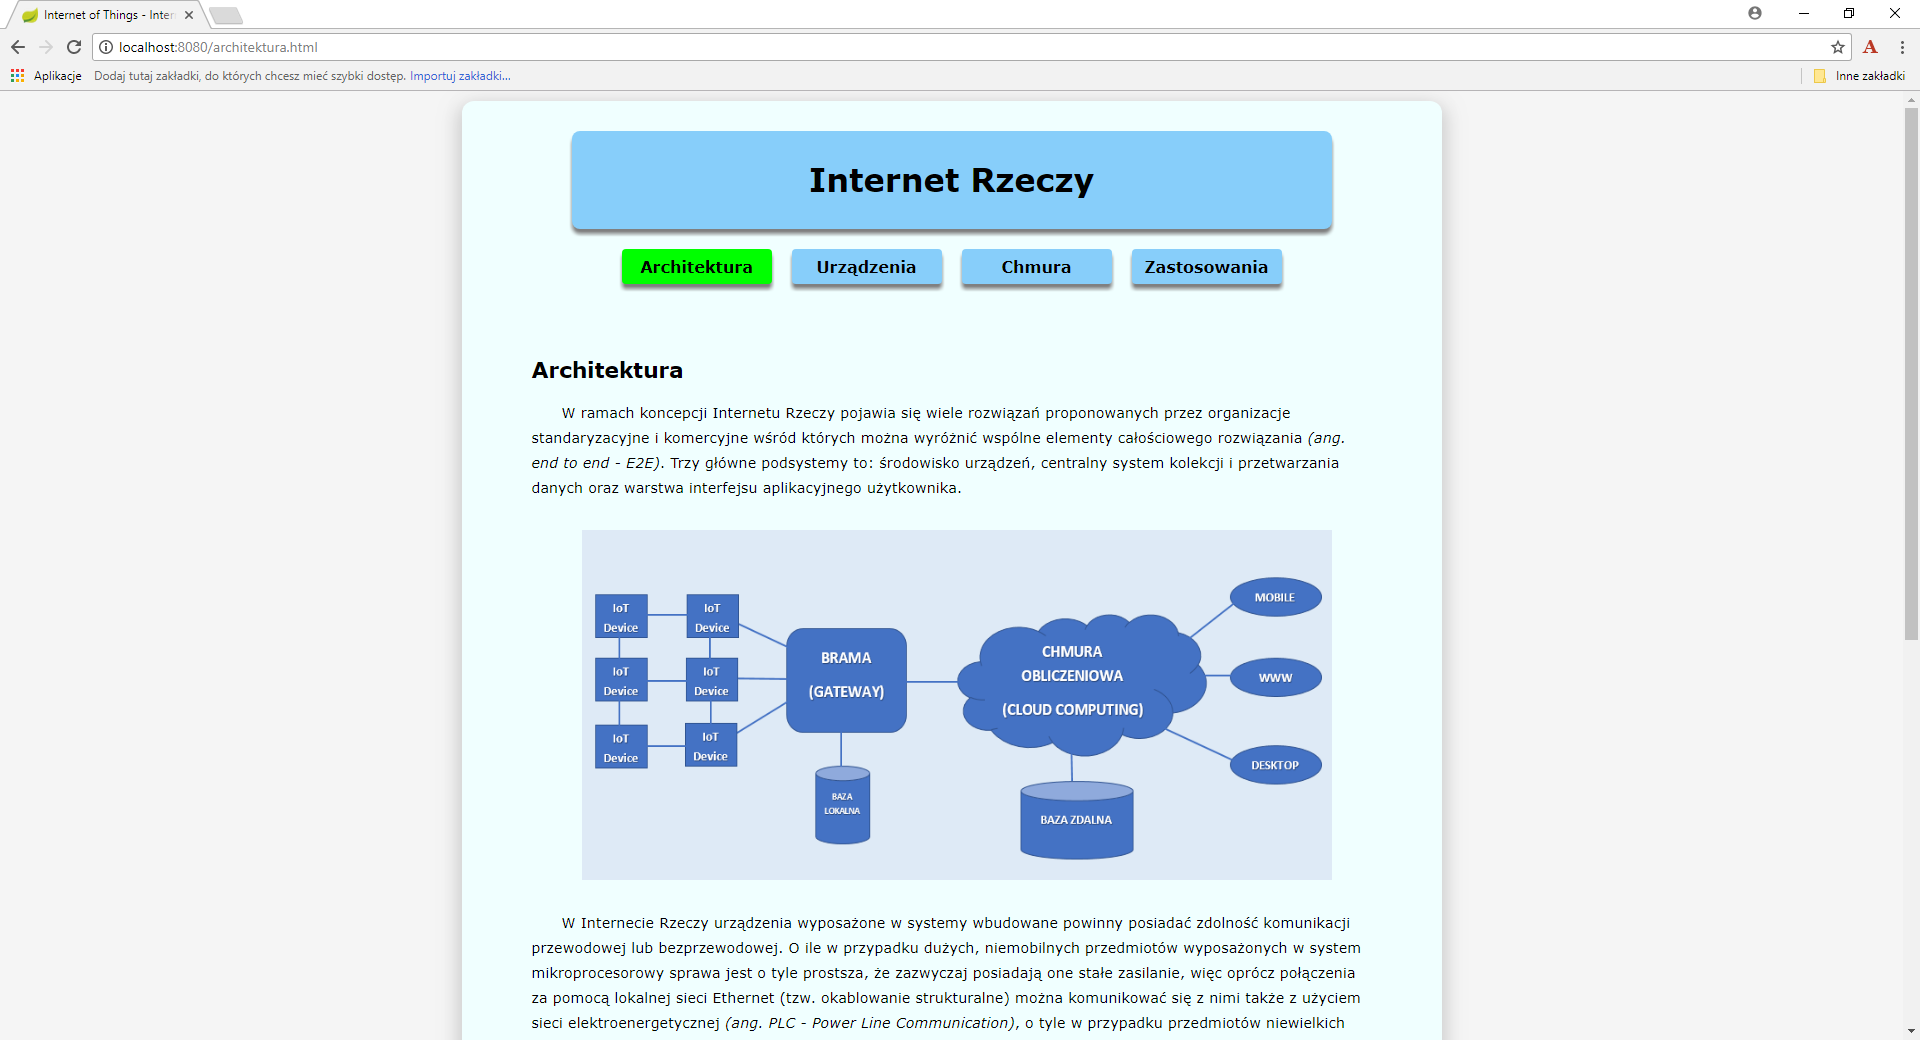 Internet of Things - Inter
localhost:8080/architektura.html
Aplikacje Dodaj tutaj zakładki, do których chcesz mieć szybki dostęp. Importuj zakładki... Inne zakładki
Internet Rzeczy
Architektura Urządzenia Chmura Zastosowania
Architektura
W ramach koncepcji Internetu Rzeczy pojawia się wiele rozwiązań proponowanych przez organizacje
standaryzacyjne i komercyjne wśród których można wyróżnić wspólne elementy całościowego rozwiązania (ang.
end to end - E2E). Trzy główne podsystemy to: środowisko urządzeń, centralny system kolekcji i przetwarzania
danych oraz warstwa interfejsu aplikacyjnego użytkownika.
IoT
Device
IoT
Device
IoT
Device
IoT
Device
IoT
Device
IoT
Device
BRAMA
(GATEWAY)
BAZA
LOKALNA
CHMURA
OBLICZENIOWA
(CLOUD COMPUTING)
BAZA ZDALNA
MOBILE
WWW
DESKTOP
W Internecie Rzeczy urządzenia wyposażone w systemy wbudowane powinny posiadać zdolność komunikacji
przewodowej lub bezprzewodowej. O ile w przypadku dużych, niemobilnych przedmiotów wyposażonych w system
mikroprocesorowy sprawa jest o tyle prostsza, że zazwyczaj posiadają one stałe zasilanie, więc oprócz połączenia
za pomocą lokalnej sieci Ethernet (tzw. okablowanie strukturalne) można komunikować się z nimi także z użyciem
sieci elektroenergetycznej (ang. PLC - Power Line Communication), o tyle w przypadku przedmiotów niewielkich